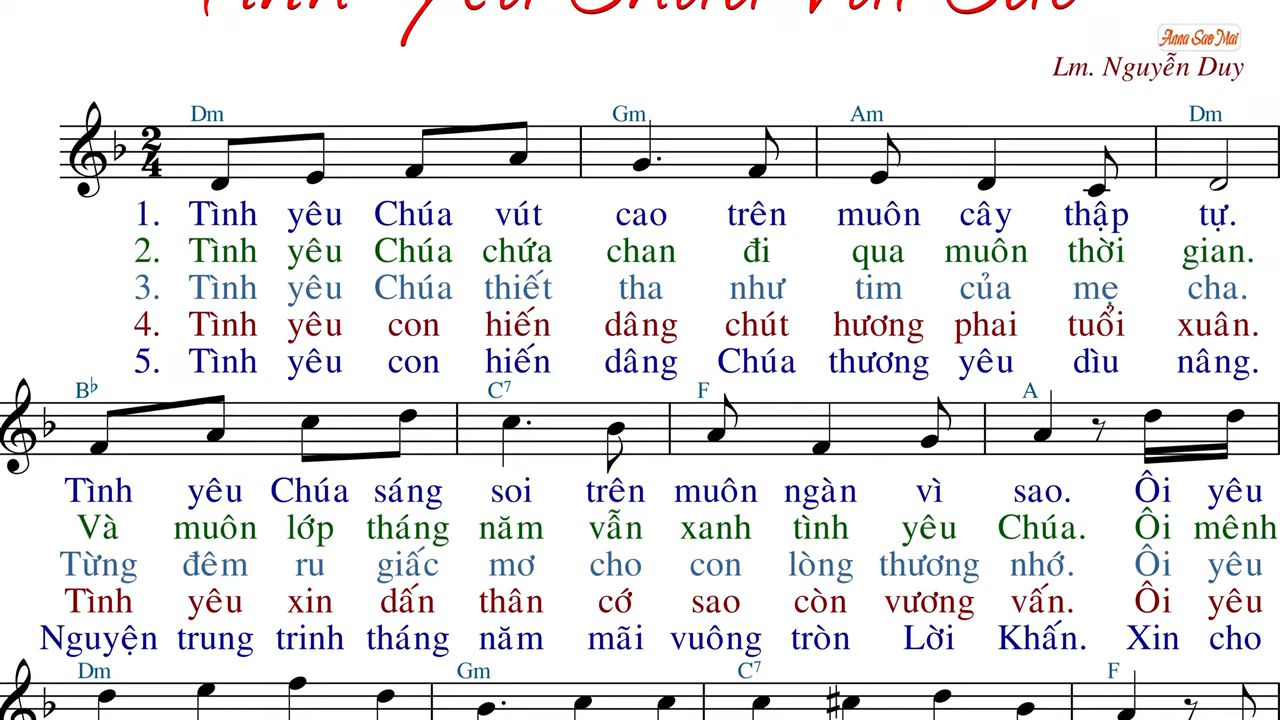 Anna Sao Mai
Lm. Nguyễn Duy
Dm Gm Am Dm
2
4
1. Tình yêu Chúa vút cao trên muôn cây thập tự.
2. Tình yêu Chúa chứa chan đi qua muôn thời gian.
3. Tình yêu Chúa thiết tha như tim của mẹ cha.
4. Tình yêu con hiến dâng chút hương phai tuổi xuân.
5. Tình yêu con hiến dâng Chúa thương yêu dìu nâng.
B♭ C7 F A
Tình yêu Chúa sáng soi trên muôn ngàn vì sao. Ôi yêu
Và muôn lớp tháng năm vẫn xanh tình yêu Chúa. Ôi mênh
Từng đêm ru giấc mơ cho con lòng thương nhớ. Ôi yêu
Tình yêu xin dấn thân cớ sao còn vương vấn. Ôi yêu
Nguyện trung trinh tháng năm mãi vuông tròn Lời Khấn. Xin cho
Dm Gm C7 F